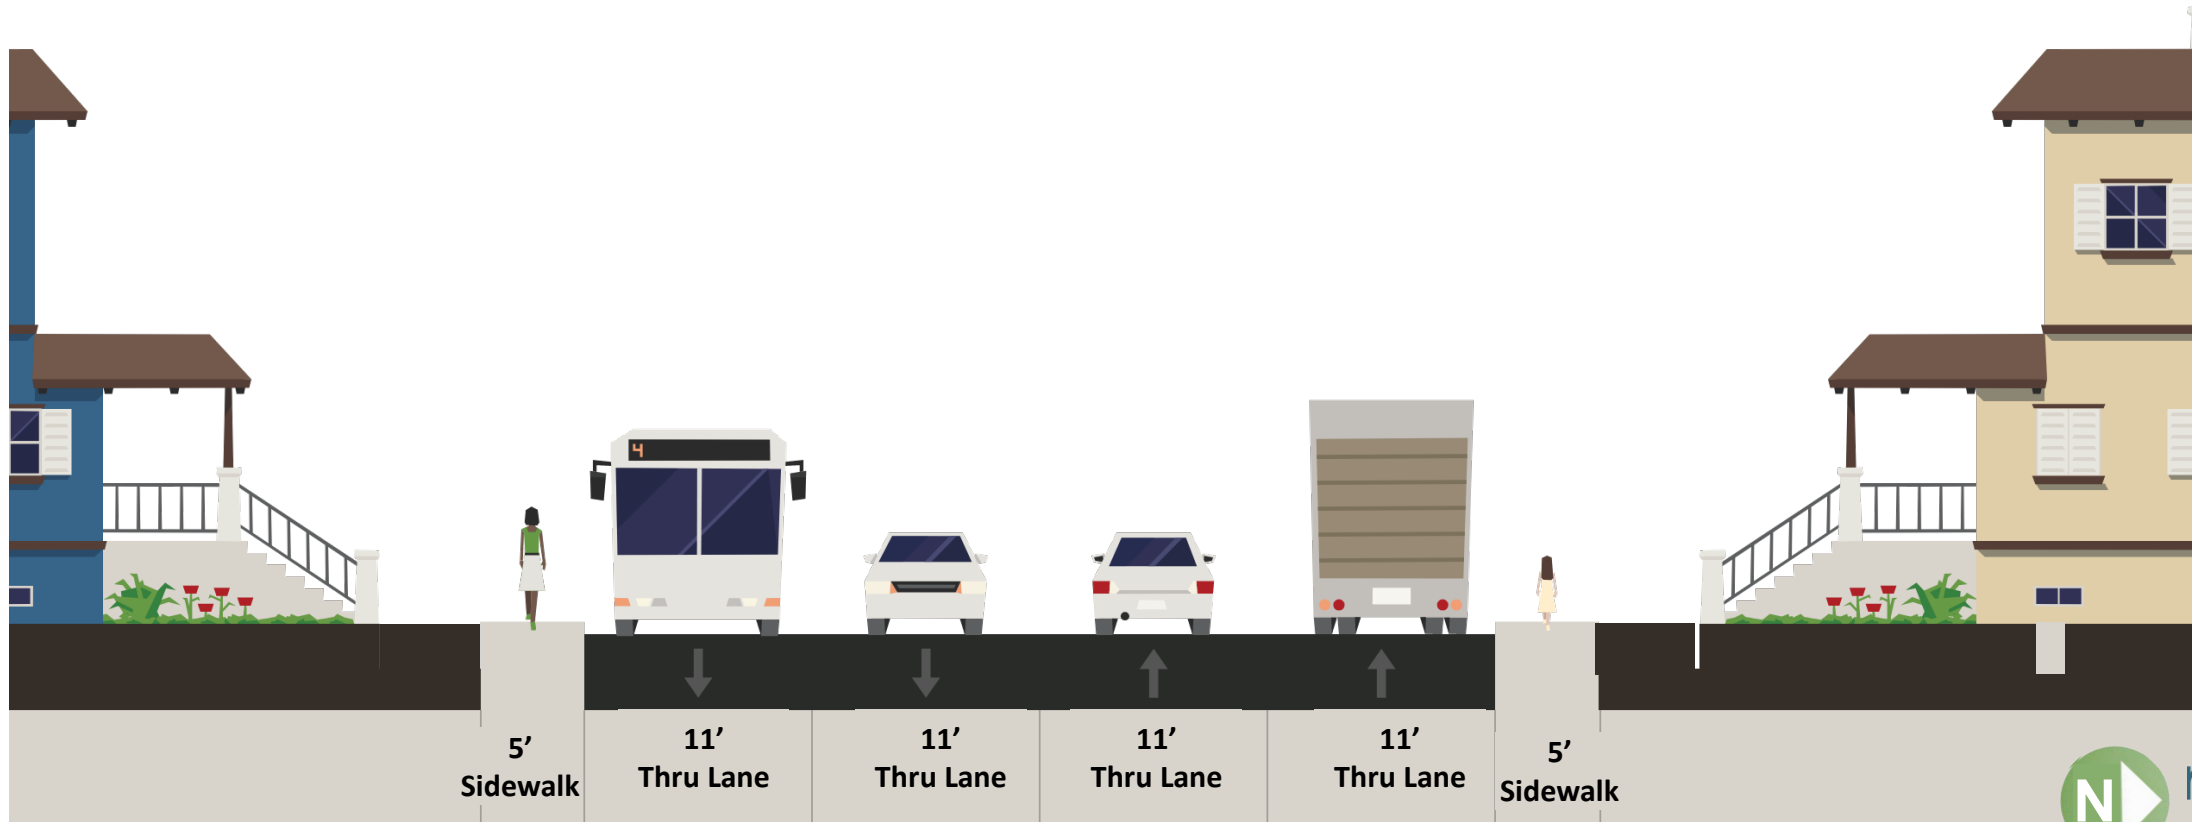 4
5’
Sidewalk
11’
Thru Lane
11’
Thru Lane
11’
Thru Lane
11’
Thru Lane
5’
Sidewalk
N